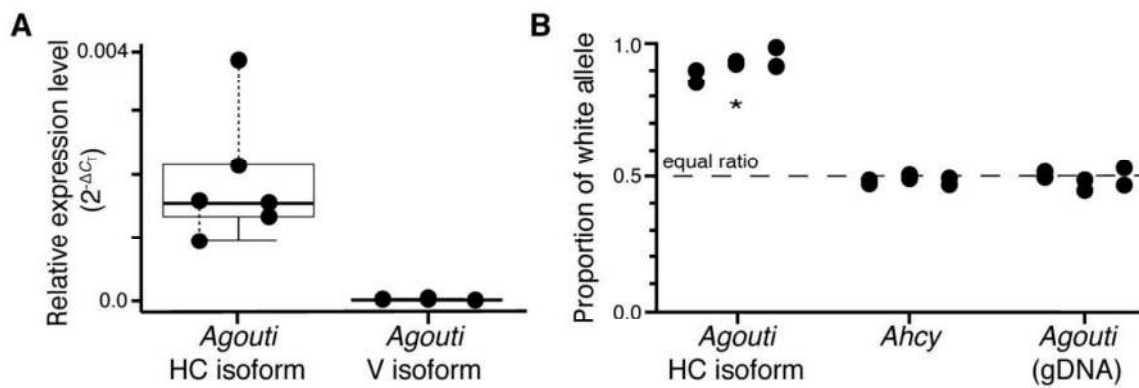 A
Relative expression level
(2^-ΔC_T)
0.004
0.0
Agouti
HC isoform
Agouti
V isoform
B
Proportion of white allele
1.0
0.5
0.0
equal ratio
*
Agouti
HC isoform
Ahcy
Agouti
(gDNA)